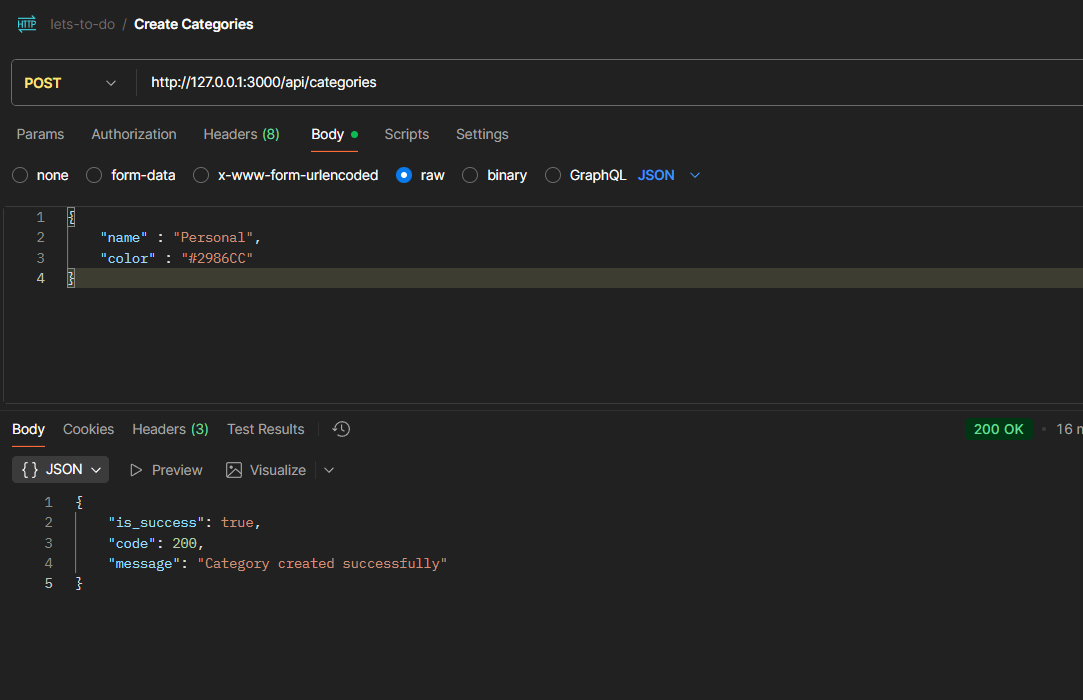 HTTP lets-to-do / Create Categories
POST http://127.0.0.1:3000/api/categories
Params Authorization Headers (8) Body Scripts Settings
none form-data x-www-form-urlencoded raw binary GraphQL JSON
1 {
2 "name" : "Personal",
3 "color" : "#2986CC"
4 }
Body Cookies Headers (3) Test Results 200 OK • 16 m
{} JSON Preview Visualize
1 {
2 "is_success": true,
3 "code": 200,
4 "message": "Category created successfully"
5 }